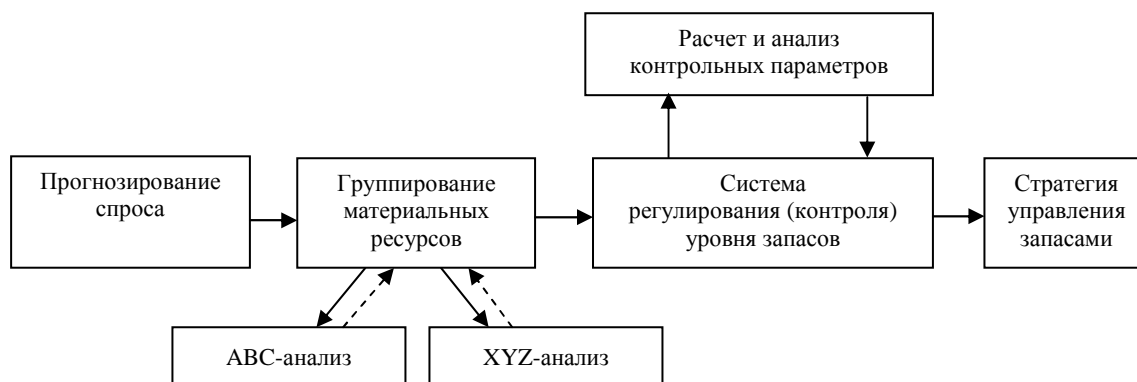 Расчет и анализ
контрольных параметров
Прогнозирование
спроса
Группирование
материальных
ресурсов
Система
регулирования (контроля)
уровня запасов
Стратегия
управления
запасами
ABC-анализ
XYZ-анализ